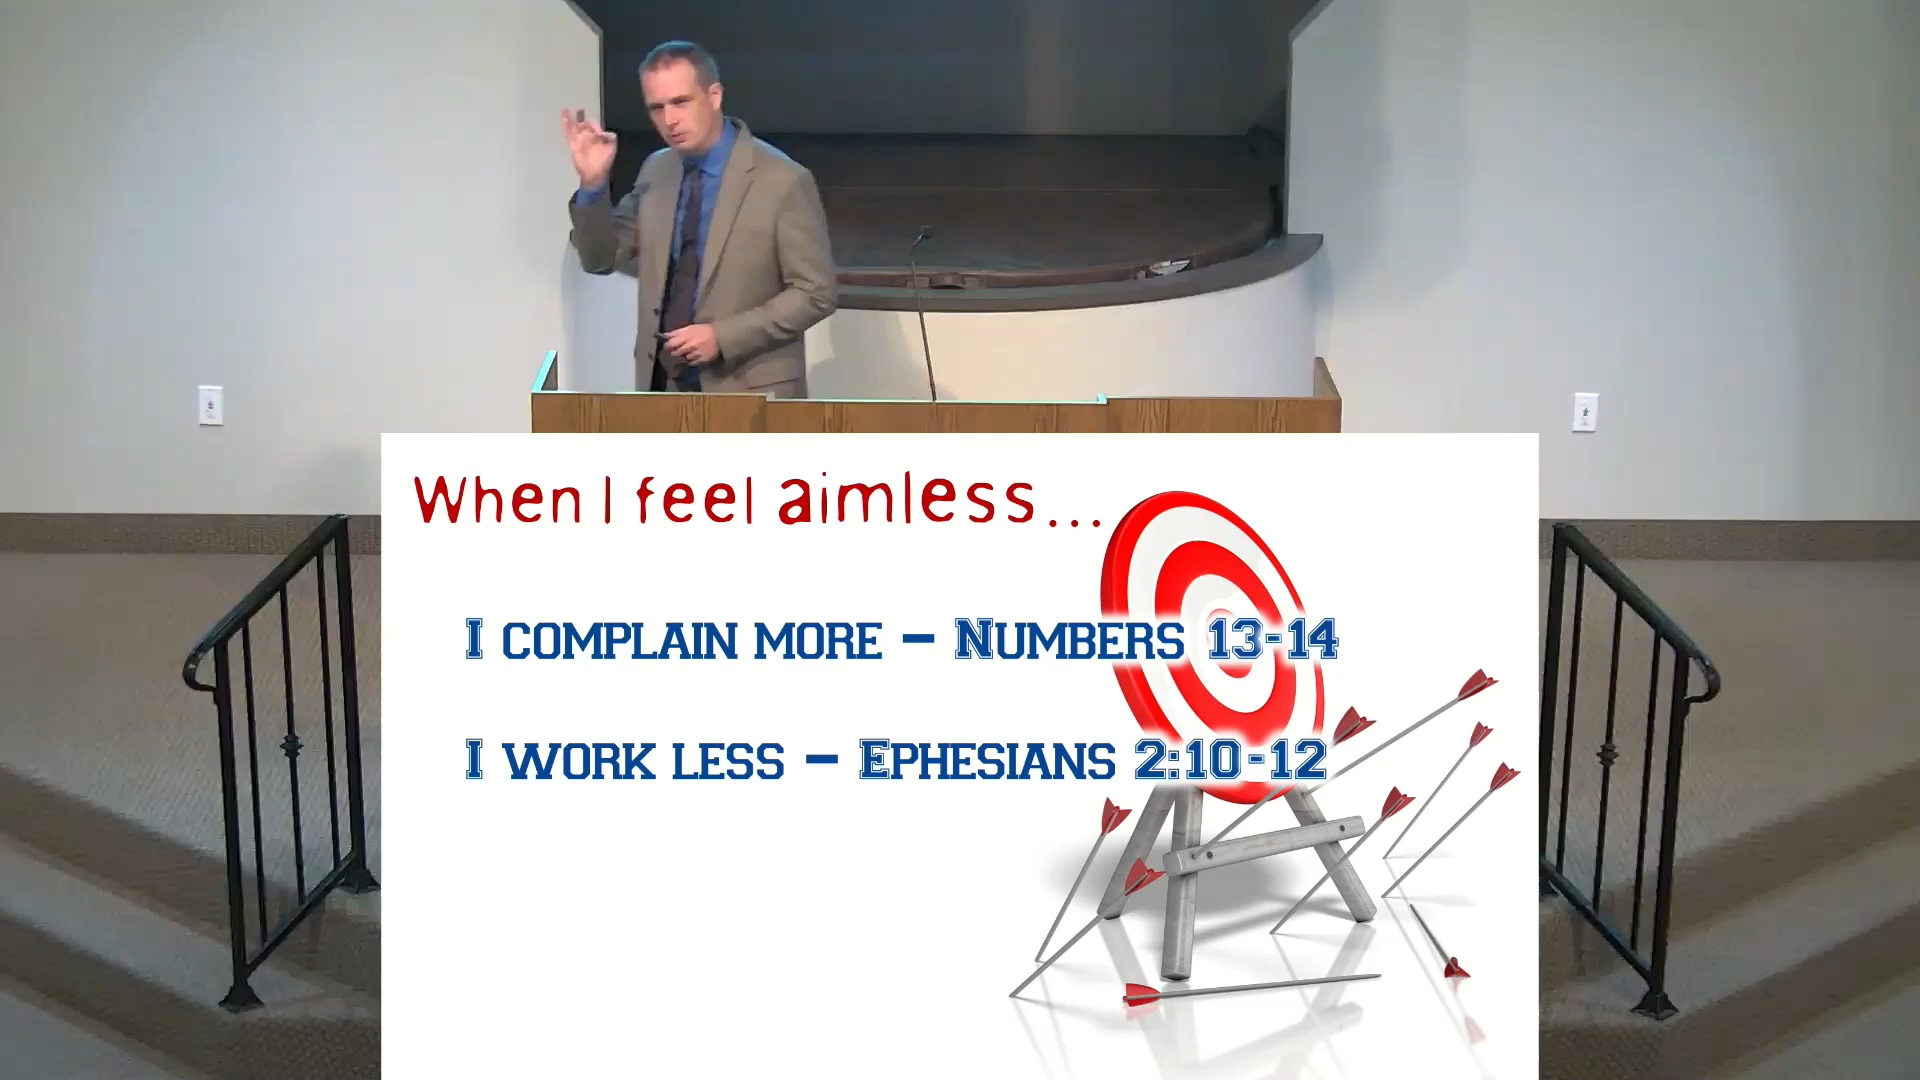 When I feel aimless...
I complain more – Numbers 13-14
I work less – Ephesians 2:10-12